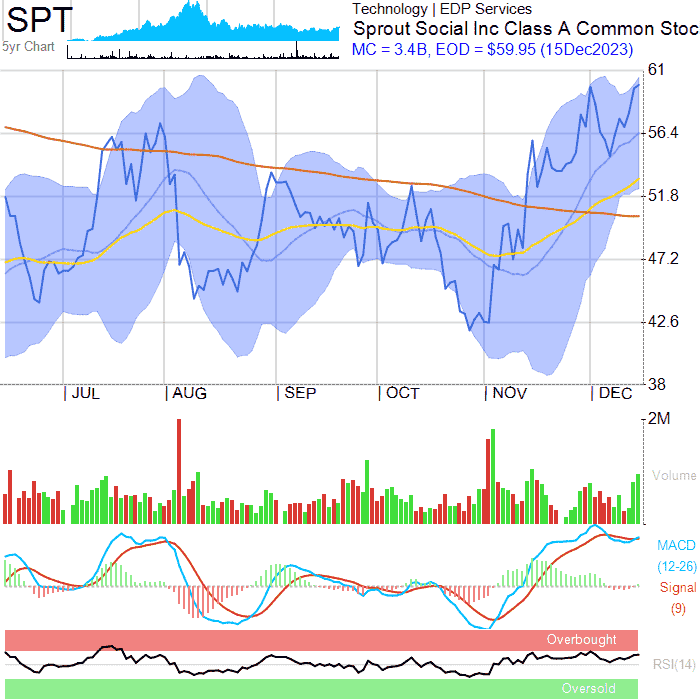 SPT
5yr Chart
Technology | EDP Services
Sprout Social Inc Class A Common Stoc
MC = 3.4B, EOD = $59.95 (15Dec2023)
61
56.4
51.8
47.2
42.6
38
| JUL | AUG | SEP | OCT | NOV | DEC
2M
Volume
MACD
(12-26)
Signal
(9)
Overbought
RSI(14)
Oversold